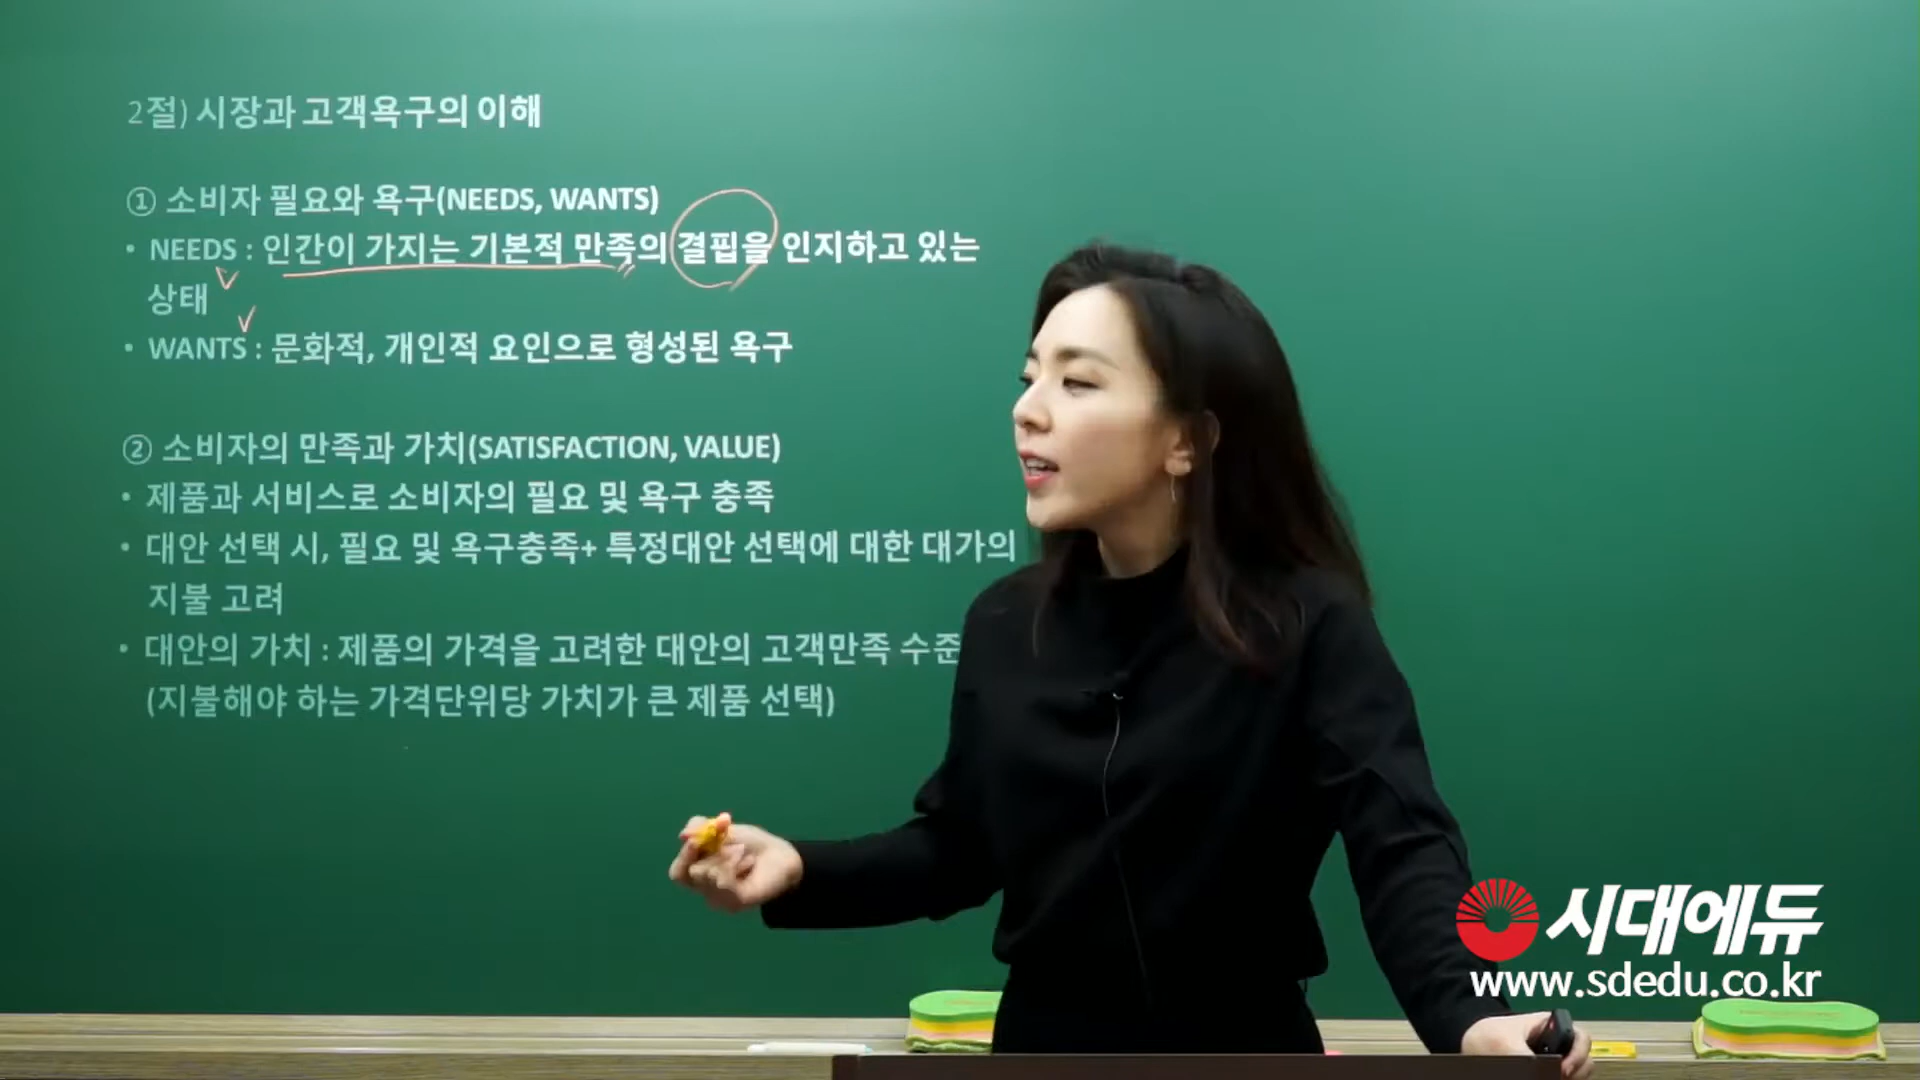 2절) 시장과 고객욕구의 이해
① 소비자 필요와 욕구(NEEDS, WANTS)
• NEEDS : 인간이 가지는 기본적 만족의 결핍을 인지하고 있는
상태
• WANTS : 문화적, 개인적 요인으로 형성된 욕구
② 소비자의 만족과 가치(SATISFACTION, VALUE)
• 제품과 서비스로 소비자의 필요 및 욕구 충족
• 대안 선택 시, 필요 및 욕구충족+ 특정대안 선택에 대한 대가의
지불 고려
• 대안의 가치 : 제품의 가격을 고려한 대안의 고객만족 수준
(지불해야 하는 가격단위당 가치가 큰 제품 선택)
시대에듀
www.sdedu.co.kr